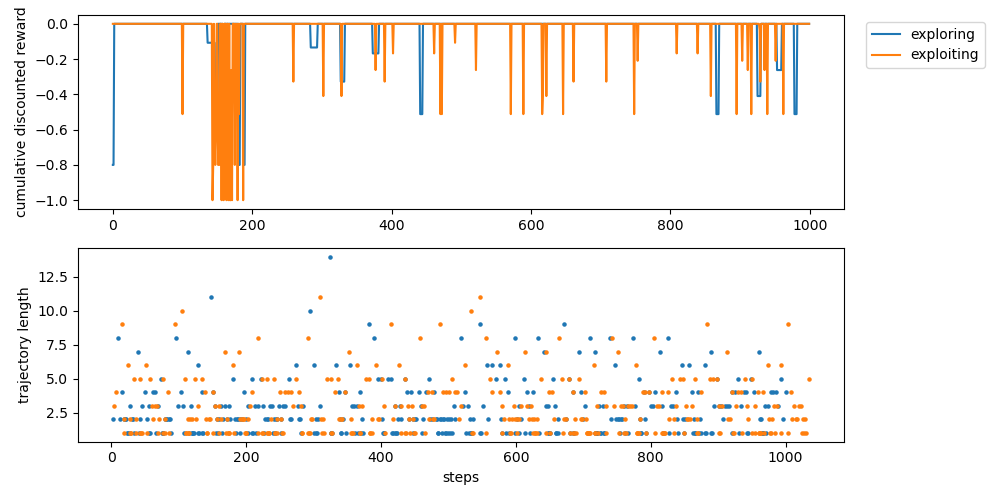 cumulative discounted reward
0.0
−0.2
−0.4
−0.6
−0.8
−1.0
0 200 400 600 800 1000
exploring
exploiting
trajectory length
12.5
10.0
7.5
5.0
2.5
0 200 400 600 800 1000
steps